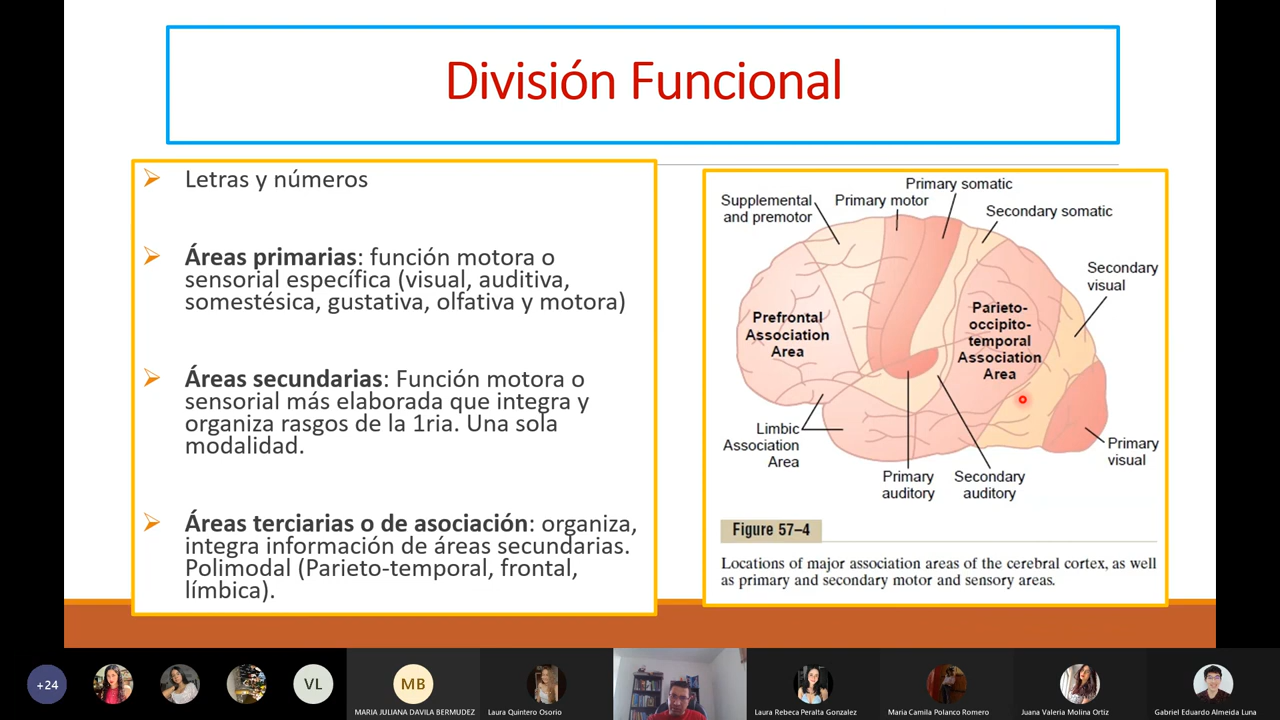 División Funcional
Letras y números
Áreas primarias: función motora o
sensorial específica (visual, auditiva,
somestésica, gustativa, olfativa y motora)
Áreas secundarias: Función motora o
sensorial más elaborada que integra y
organiza rasgos de la 1ria. Una sola
modalidad.
Áreas terciarias o de asociación: organiza,
integra información de áreas secundarias.
Polimodal (Parieto-temporal, frontal,
límbica).
Primary somatic
Supplemental
and premotor
Primary motor
Secondary somatic
Secondary
visual
Prefrontal
Association
Area
Parieto-
occipito-
temporal
Association
Area
Limbic
Association
Area
Primary
auditory
Secondary
auditory
Primary
visual
Figure 57–4
Locations of major association areas of the cerebral cortex, as well
as primary and secondary motor and sensory areas.
+24
VL
MB
MARIA JULIANA DAVILA BERMUDEZ
Laura Quintero Osorio
Laura Rebeca Peralta Gonzalez
Maria Camila Polanco Romero
Juana Valeria Molina Ortiz
Gabriel Eduardo Almeida Luna